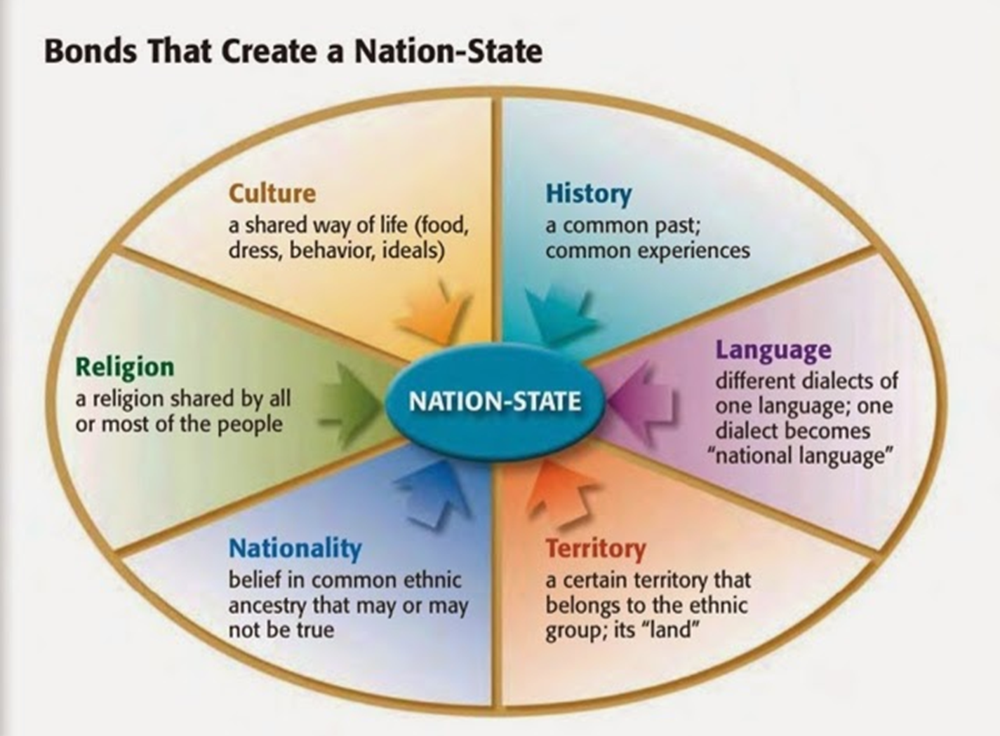 Bonds That Create a Nation-State
Culture
a shared way of life (food,
dress, behavior, ideals)
History
a common past;
common experiences
Religion
a religion shared by all
or most of the people
NATION-STATE
Language
different dialects of
one language; one
dialect becomes
“national language”
Nationality
belief in common ethnic
ancestry that may or may
not be true
Territory
a certain territory that
belongs to the ethnic
group; its “land”